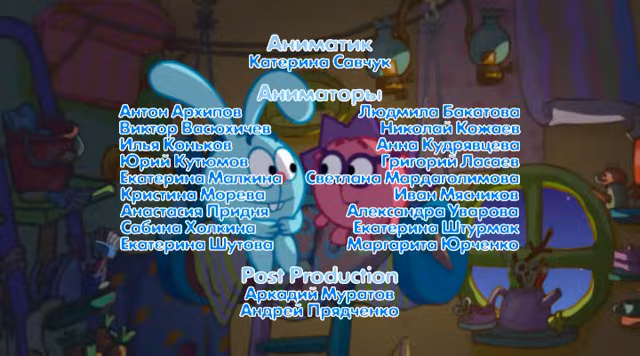 Аниматик
Катерина Савчук
Аниматоры
Антон Архипов Людмила Бакатова
Виктор Васюхичев Николай Кожаев
Илья Коньков Анна Кудрявцева
Юрий Кутюмов Григорий Ласаев
Екатерина Малкина Светлана Мардаголимова
Кристина Морева Иван Мясников
Анастасия Придня Александра Уварова
Сабина Холкина Екатерина Штурмак
Екатерина Шутова Маргарита Юрченко
Post Production
Аркадий Муратов
Андрей Прядченко